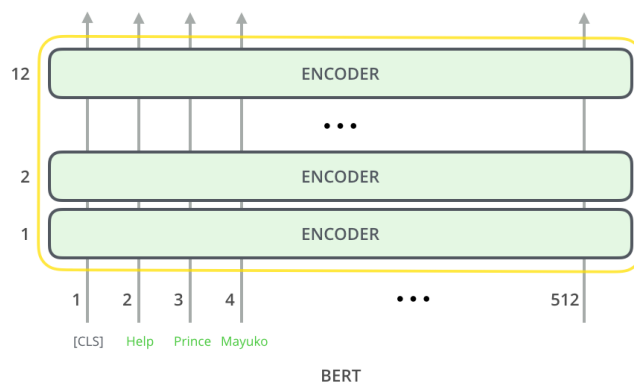 12 ENCODER
...
2 ENCODER
1 ENCODER
1 2 3 4 ... 512
[CLS] Help Prince Mayuko
BERT